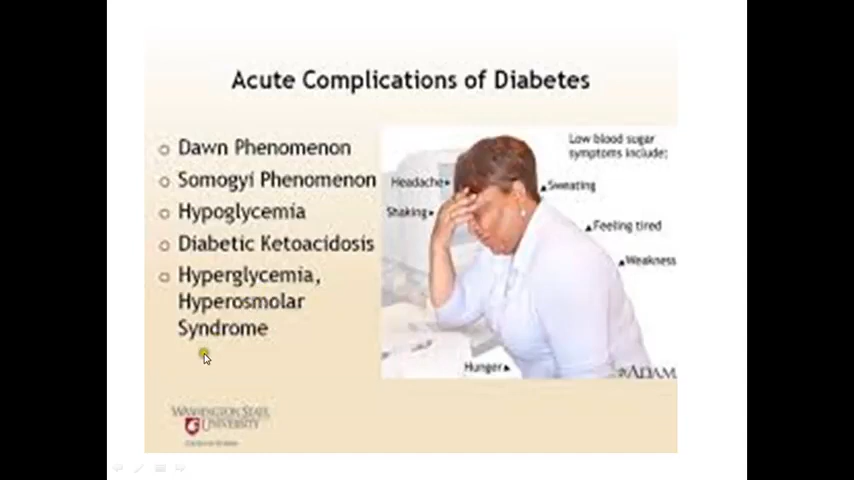 Acute Complications of Diabetes
Dawn Phenomenon
Somogyi Phenomenon
Hypoglycemia
Diabetic Ketoacidosis
Hyperglycemia,
Hyperosmolar
Syndrome
Low blood sugar
symptoms include:
Headache
Sweating
Shaking
Feeling tired
Weakness
Hunger
ADAM
WASHINGTON STATE
UNIVERSITY